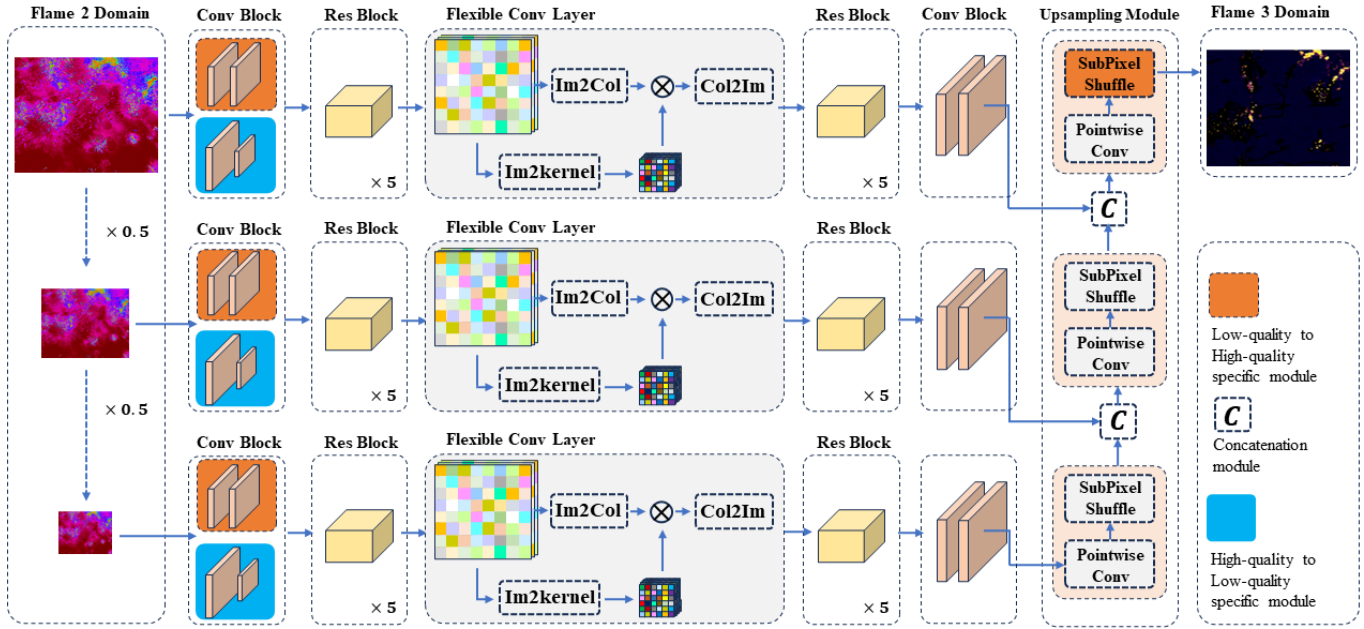 Flame 2 Domain
Conv Block
Res Block
Flexible Conv Layer
Res Block
Conv Block
Upsampling Module
Flame 3 Domain
Im2Col
⊗
Col2Im
Im2kernel
× 5
× 5
SubPixel
Shuffle
Pointwise
Conv
C
× 0.5
Conv Block
Res Block
Flexible Conv Layer
Res Block
Im2Col
⊗
Col2Im
Im2kernel
× 5
× 5
SubPixel
Shuffle
Pointwise
Conv
C
× 0.5
Conv Block
Res Block
Flexible Conv Layer
Res Block
Im2Col
⊗
Col2Im
Im2kernel
× 5
× 5
SubPixel
Shuffle
Pointwise
Conv
Low-quality to
High-quality
specific module
C
Concatenation
module
High-quality to
Low-quality
specific module